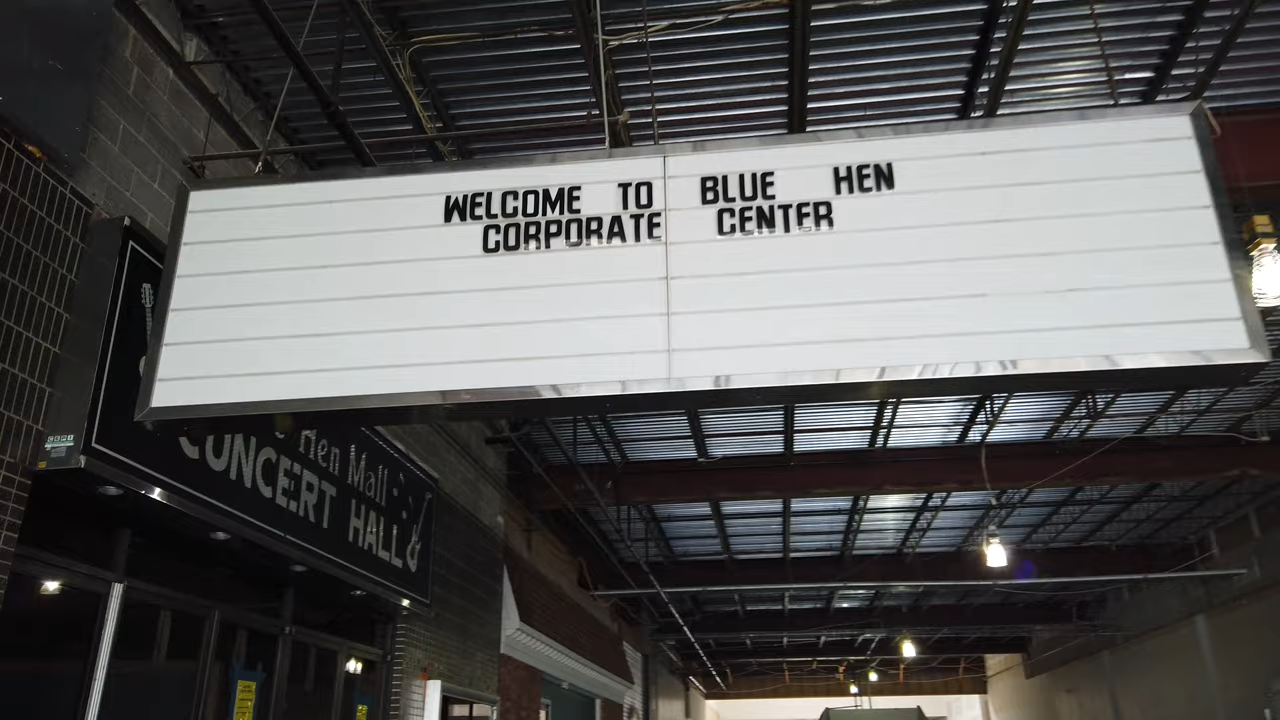 WELCOME TO BLUE HEN
CORPORATE CENTER
Hen Mall
CONCERT HALL